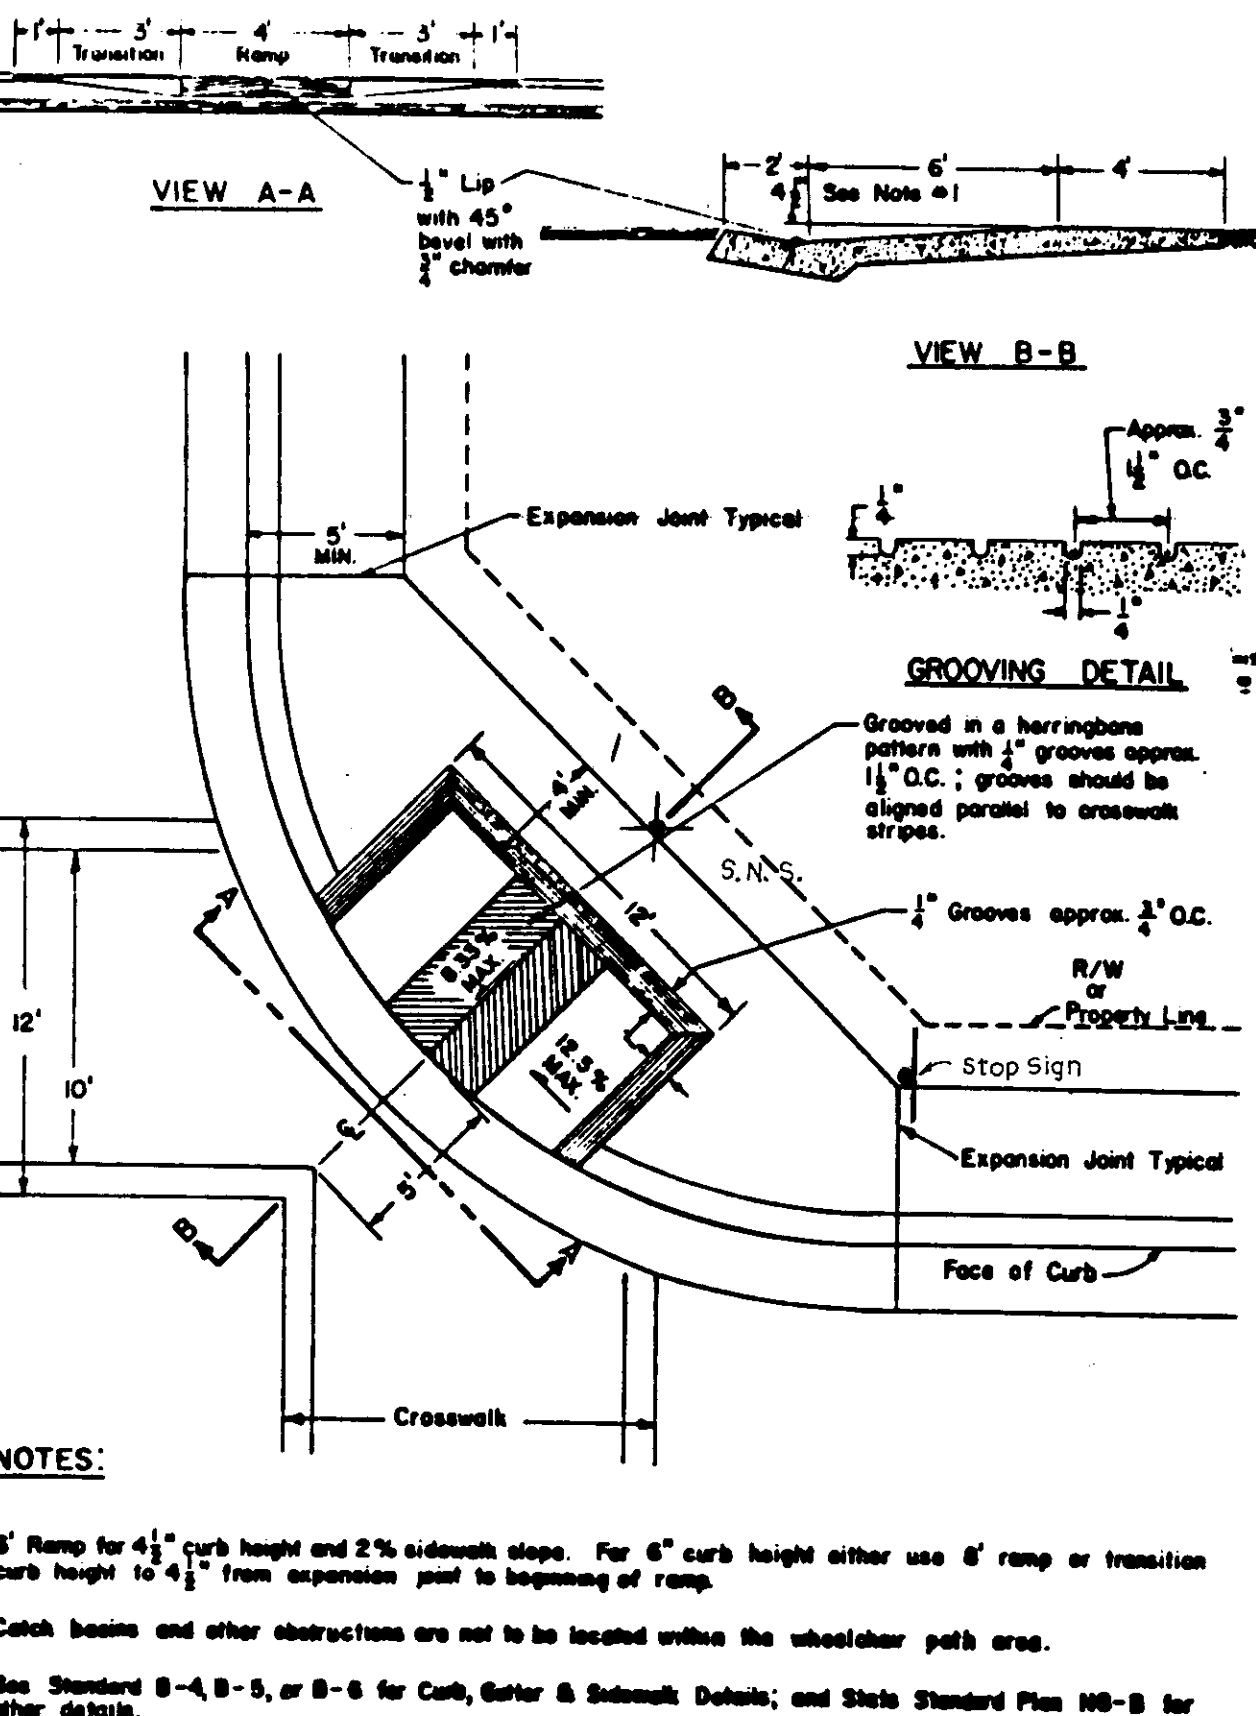 1' 3' 4' 3' 1'
Transition Ramp Transition
VIEW A-A
1/2" Lip
with 45°
bevel with
3/4" chamfer
2' 6' 4'
4 1/2 See Note #1
VIEW B-B
Approx. 3/4"
1 1/2" O.C.
1/4"
1/4"
GROOVING DETAIL
Expansion Joint Typical
5'
MIN.
B
Grooved in a herringbone
pattern with 1/4" grooves approx.
1 1/2" O.C.; grooves should be
aligned parallel to crosswalk
stripes.
4'
MIN.
S.N.S.
12'
1/4" Grooves approx. 3/4" O.C.
A
8.33%
MAX.
12.5%
MAX.
R/W
or
Property Line
Stop Sign
12'
10'
5'
Expansion Joint Typical
B
A
Face of Curb
Crosswalk
NOTES:
Ramp for 4 1/2" curb height and 2% sidewalk slope. For 6" curb height either use 8' ramp or transition
curb height to 4 1/2" from expansion joint to beginning of ramp.
Catch basins and other obstructions are not to be located within the wheelchair path area.
See Standard B-4, B-5, or B-6 for Curb, Gutter & Sidewalk Details; and State Standard Plan N8-B for
other details.